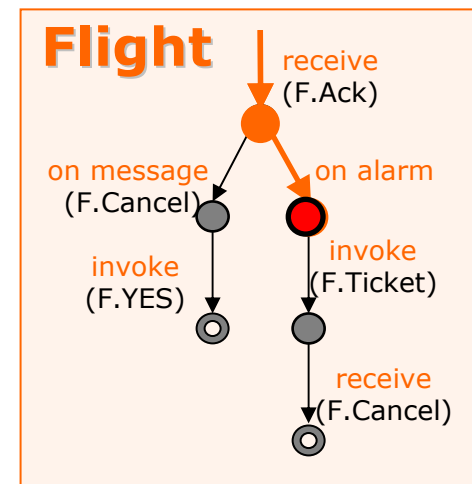 Flight
receive
(F.Ack)
on message
(F.Cancel)
on alarm
invoke
(F.YES)
invoke
(F.Ticket)
receive
(F.Cancel)